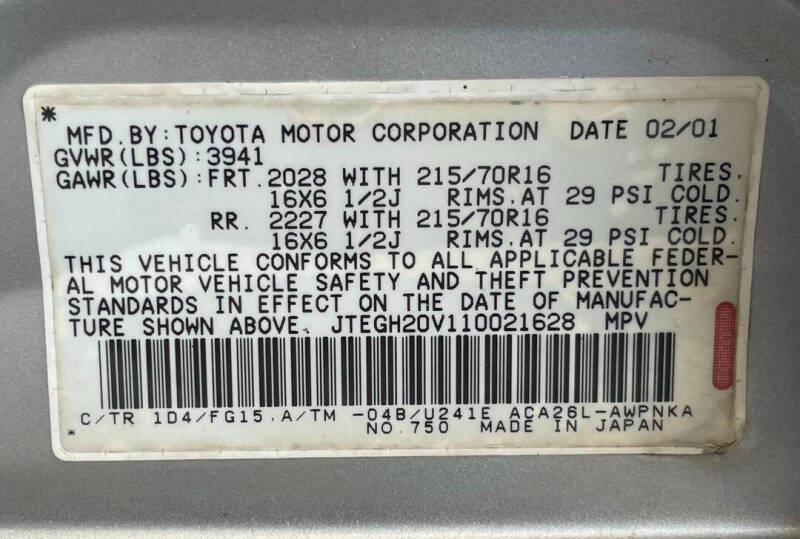 *
MFD.BY:TOYOTA MOTOR CORPORATION DATE 02/01
GVWR(LBS):3941
GAWR(LBS):FRT.2028 WITH 215/70R16 TIRES.
16X6 1/2J RIMS.AT 29 PSI COLD.
RR. 2227 WITH 215/70R16 TIRES.
16X6 1/2J RIMS.AT 29 PSI COLD.
THIS VEHICLE CONFORMS TO ALL APPLICABLE FEDER-
AL MOTOR VEHICLE SAFETY AND THEFT PREVENTION
STANDARDS IN EFFECT ON THE DATE OF MANUFAC-
TURE SHOWN ABOVE. JTEGH20V110021628 MPV
C/TR 1D4/FG15.A/TM -04B/U241E ACA26L-AWPNKA
* NO.750 MADE IN JAPAN